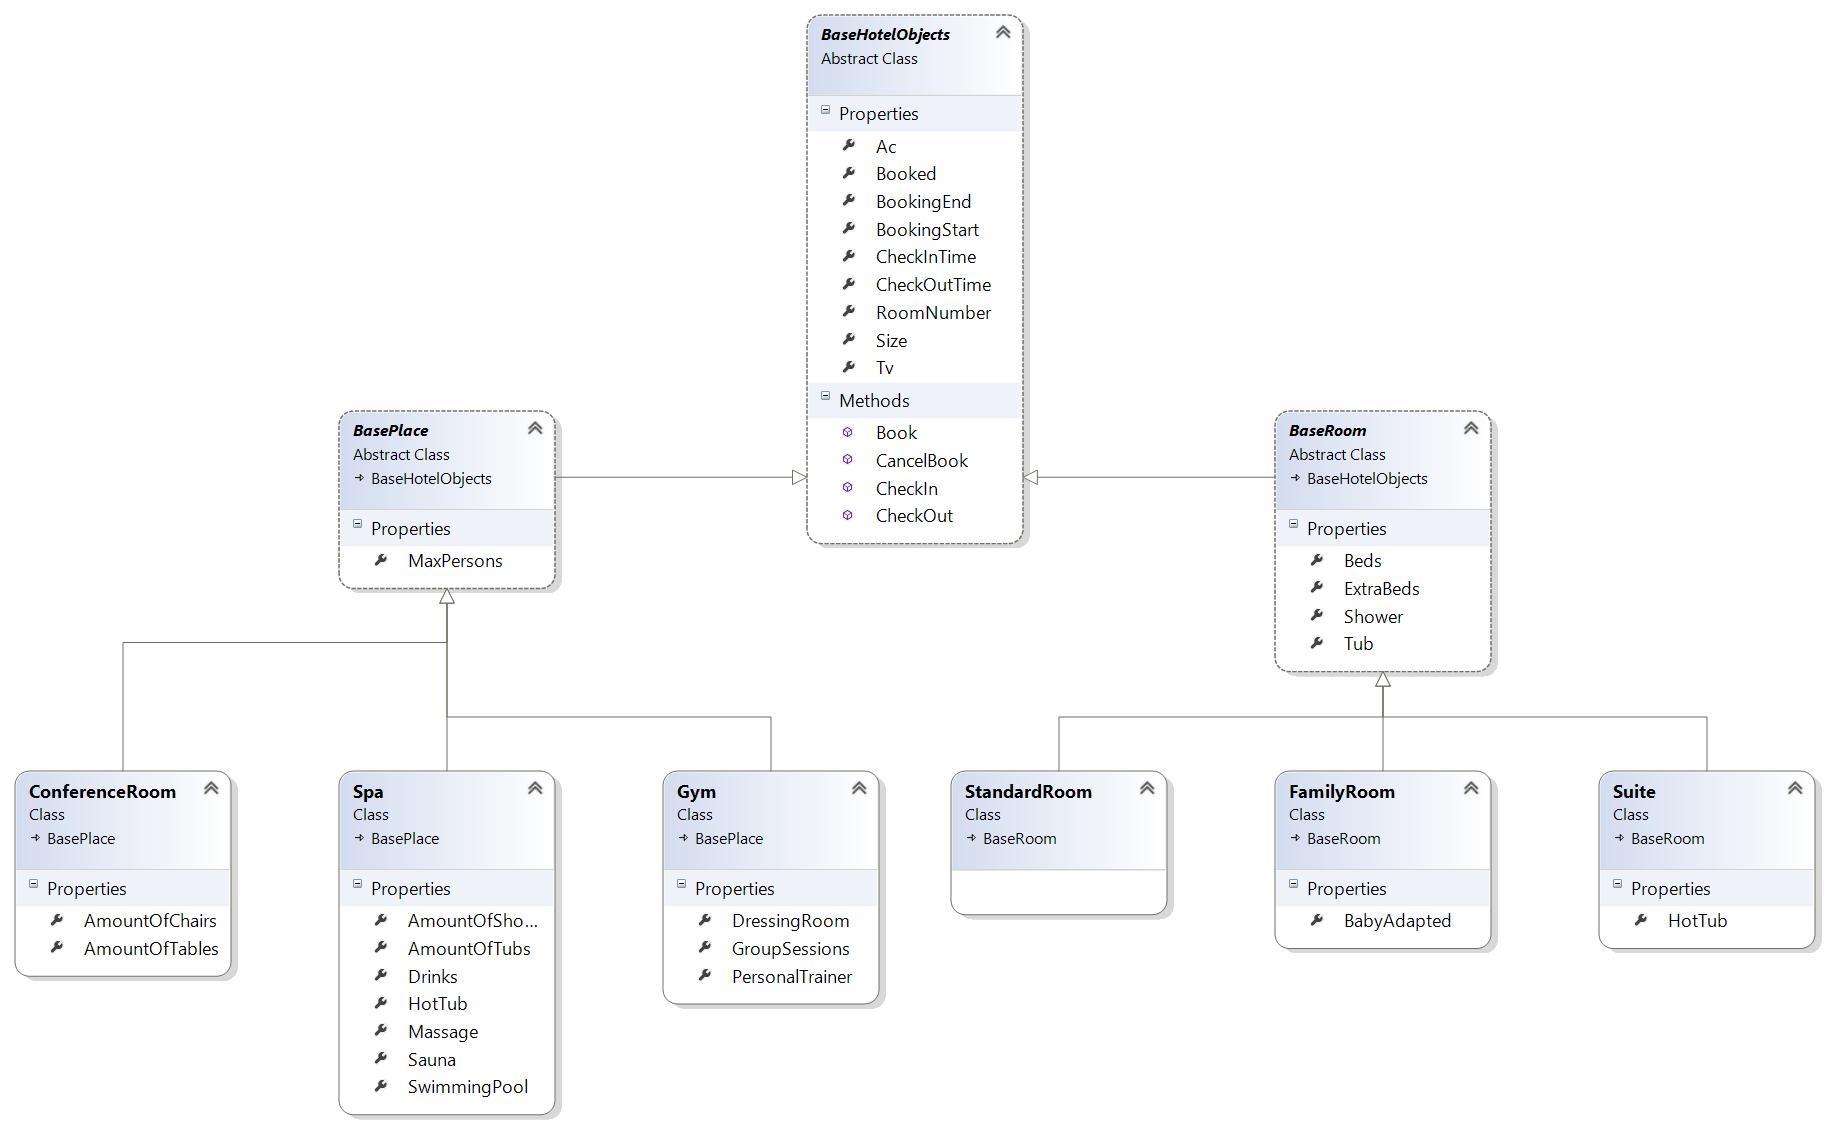 BaseHotelObjects
Abstract Class
Properties
Ac
Booked
BookingEnd
BookingStart
CheckInTime
CheckOutTime
RoomNumber
Size
Tv
Methods
Book
CancelBook
CheckIn
CheckOut
BasePlace
Abstract Class
BaseHotelObjects
Properties
MaxPersons
BaseRoom
Abstract Class
BaseHotelObjects
Properties
Beds
ExtraBeds
Shower
Tub
ConferenceRoom
Class
BasePlace
Properties
AmountOfChairs
AmountOfTables
Spa
Class
BasePlace
Properties
AmountOfSho...
AmountOfTubs
Drinks
HotTub
Massage
Sauna
SwimmingPool
Gym
Class
BasePlace
Properties
DressingRoom
GroupSessions
PersonalTrainer
StandardRoom
Class
BaseRoom
FamilyRoom
Class
BaseRoom
Properties
BabyAdapted
Suite
Class
BaseRoom
Properties
HotTub